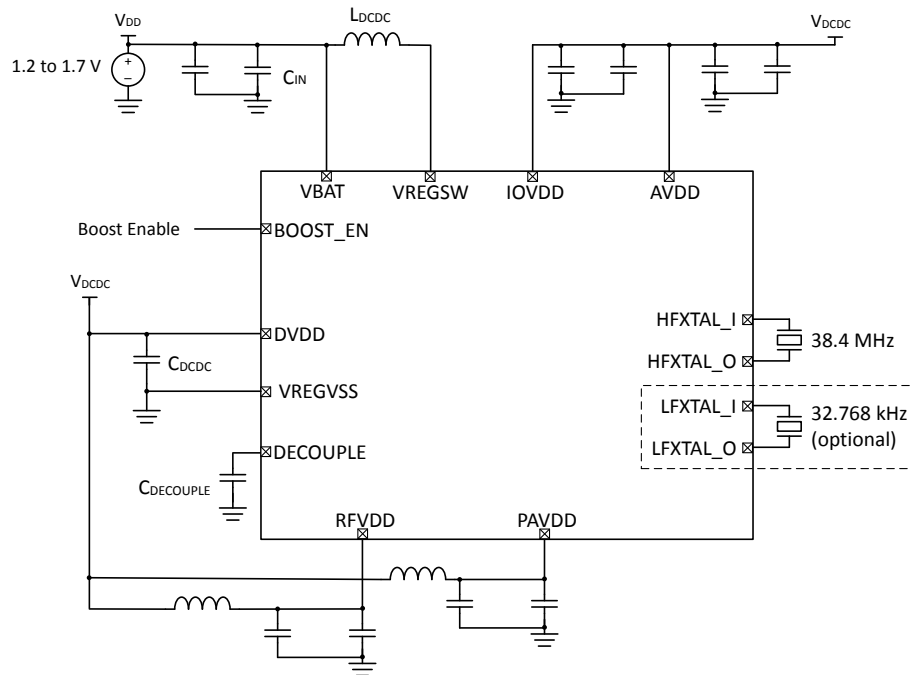 VDD
LDCDC
VDCDC
1.2 to 1.7 V
+
–
CIN
VBAT
VREGSW
IOVDD
AVDD
Boost Enable
BOOST_EN
VDCDC
DVDD
CDCDC
VREGVSS
DECOUPLE
CDECOUPLE
HFXTAL_I
HFXTAL_O
38.4 MHz
LFXTAL_I
LFXTAL_O
32.768 kHz
(optional)
RFVDD
PAVDD